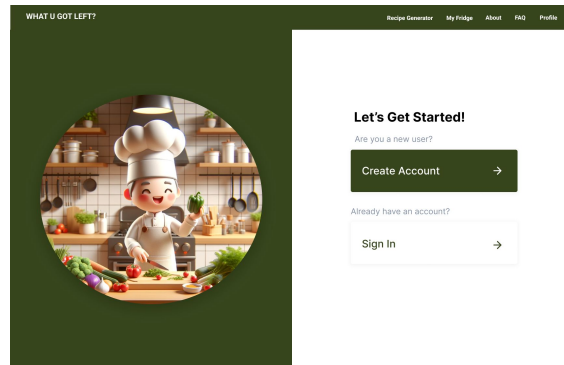 WHAT U GOT LEFT?
Recipe Generator My Fridge About FAQ Profile
Let's Get Started!
Are you a new user?
Create Account
Already have an account?
Sign In